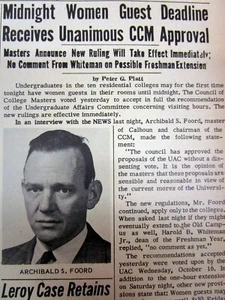 Midnight Women Guest Deadline
Receives Unanimous CCM Approval
Masters Announce New Ruling Will Take Effect Immediately;
No Comment From Whiteman on Possible Freshman Extension
by Peter G. Platt
Undergraduates in the ten residential colleges may for the first time
tonight have women guests in their rooms until midnight. The Council
of College Masters voted yesterday to accept in full the recommendation
of the Undergraduate Affairs Committee concerning visiting hours. The
new rulings are effective immediately.
In an interview with the NEWS last night, Archibald S. Foord, master
of Calhoun and chairman of the
CCM, made the following state-
ment:
"The council has approved the
proposals of the UAC without a dis-
senting vote. It is the opinion of
the masters that these proposals are
sensible and reasonable in view of
the current mores of the Universi-
ty."
The new regulations, Mr. Foord
continued, apply only to the colleges.
When asked last night if they might
eventually extend to the Old Cam-
pus as well, Harold B. Whiteman,
Jr., dean of the Freshman Year,
replied, "no comment as yet."
The recommendations accepted
yesterday were submitted by the
UAC Wednesday, October 19. In
addition to the one-hour extension
on Saturday night, other new provi-
sions state: Women guests may
ARCHIBALD S. FOORD
Leroy Case Retains